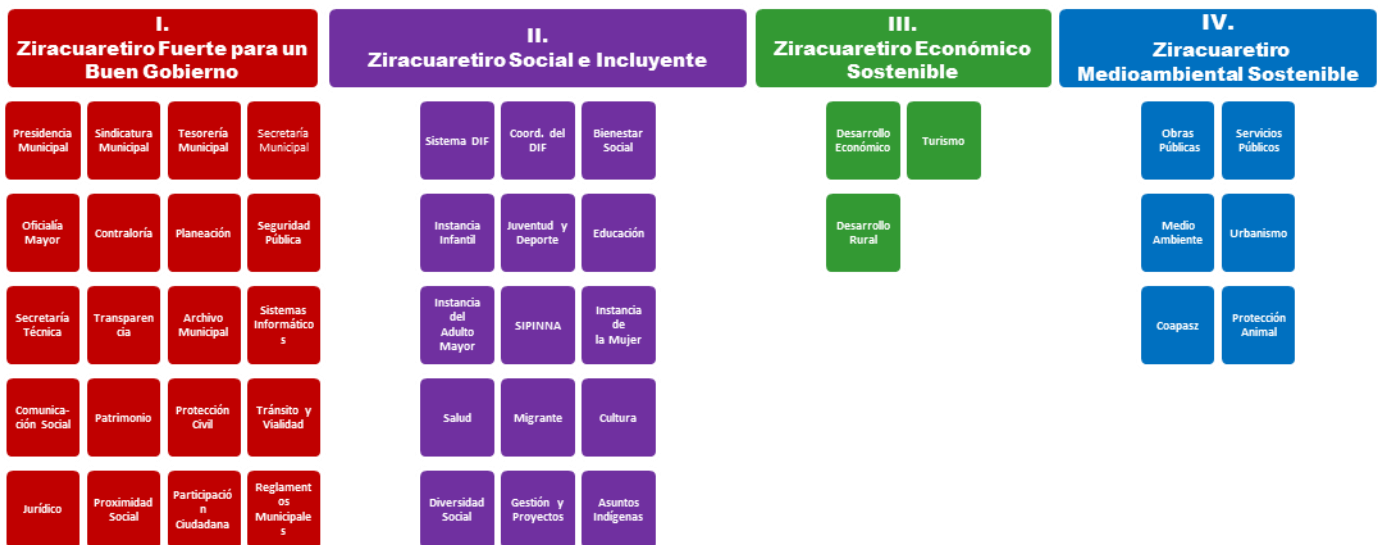 I.
Ziracuaretiro Fuerte para un
Buen Gobierno
II.
Ziracuaretiro Social e Incluyente
III.
Ziracuaretiro Económico
Sostenible
IV.
Ziracuaretiro
Medioambiental Sostenible
Presidencia
Municipal
Sindicatura
Municipal
Tesorería
Municipal
Secretaría
Municipal
Oficialía
Mayor
Contraloría
Planeación
Seguridad
Pública
Secretaría
Técnica
Transparen
cia
Archivo
Municipal
Sistemas
Informático
s
Comunica-
ción Social
Patrimonio
Protección
Civil
Tránsito y
Vialidad
Jurídico
Proximidad
Social
Participació
n
Ciudadana
Reglament
os
Municipale
s
Sistema DIF
Coord. del
DIF
Bienestar
Social
Instancia
Infantil
Juventud y
Deporte
Educación
Instancia
del
Adulto
Mayor
SIPINNA
Instancia
de
la Mujer
Salud
Migrante
Cultura
Diversidad
Social
Gestión y
Proyectos
Asuntos
Indígenas
Desarrollo
Económico
Turismo
Desarrollo
Rural
Obras
Públicas
Servicios
Públicos
Medio
Ambiente
Urbanismo
Coapasz
Protección
Animal